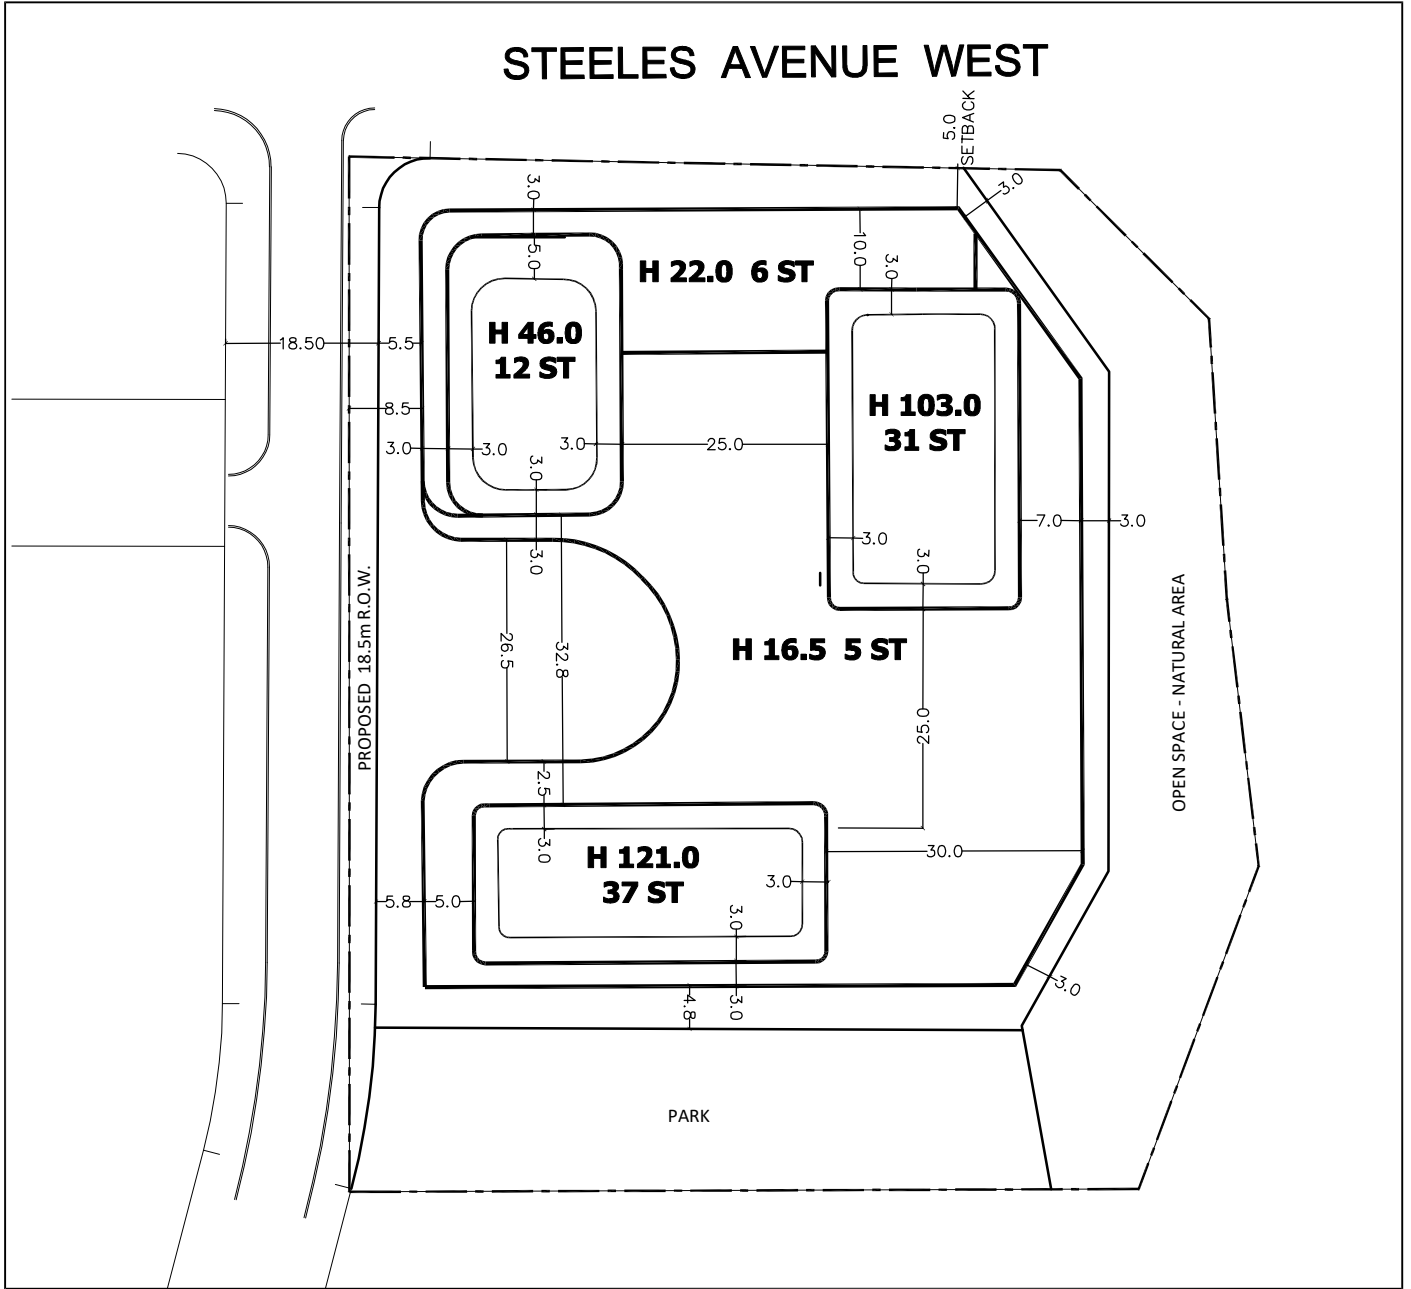 STEELES AVENUE WEST
5.0
SETBACK
3.0
3.0
5.0
H 22.0 6 ST
10.0
3.0
H 46.0
12 ST
18.50
5.5
8.5
H 103.0
31 ST
3.0
3.0
3.0
25.0
3.0
7.0
3.0
3.0
3.0
3.0
PROPOSED 18.5m R.O.W.
26.5
32.8
H 16.5 5 ST
OPEN SPACE - NATURAL AREA
25.0
2.5
3.0
H 121.0
37 ST
30.0
3.0
5.8
5.0
3.0
4.8
3.0
3.0
PARK